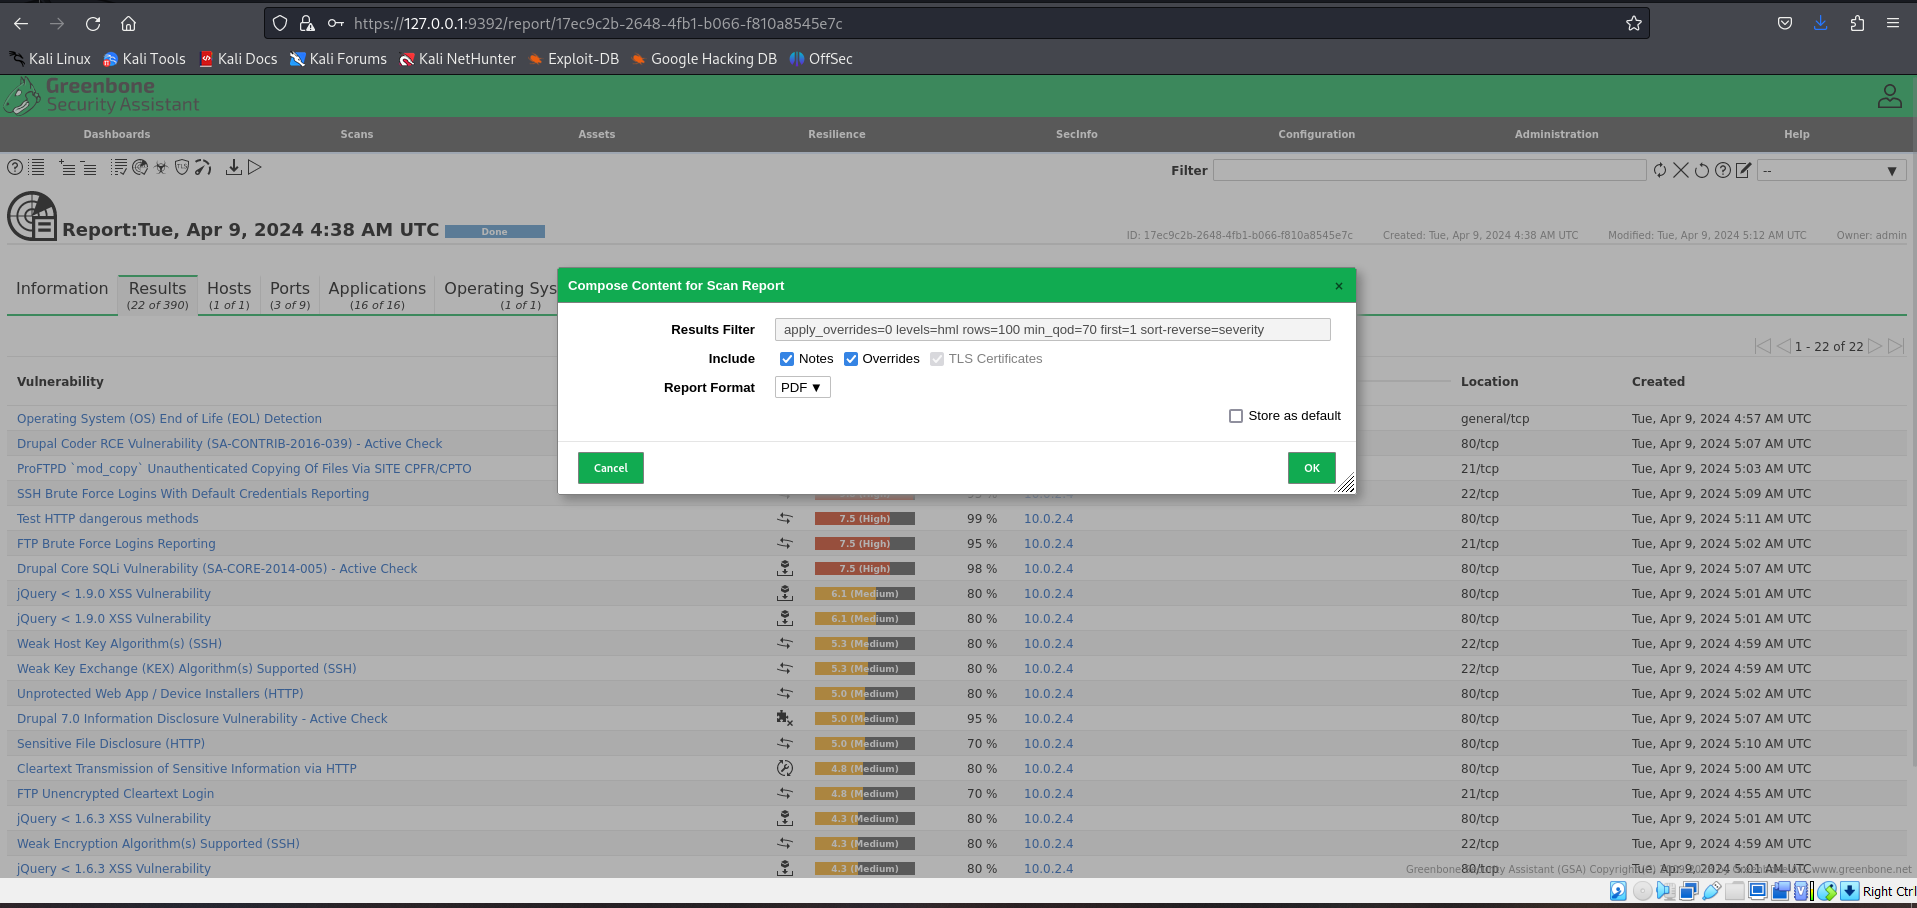 https://127.0.0.1:9392/report/17ec9c2b-2648-4fb1-b066-f810a8545e7c
Kali Linux Kali Tools Kali Docs Kali Forums Kali NetHunter Exploit-DB Google Hacking DB OffSec
Greenbone
Security Assistant
Dashboards Scans Assets Resilience SecInfo Configuration Administration Help
Filter --
Report:Tue, Apr 9, 2024 4:38 AM UTC Done
ID: 17ec9c2b-2648-4fb1-b066-f810a8545e7c Created: Tue, Apr 9, 2024 4:38 AM UTC Modified: Tue, Apr 9, 2024 5:12 AM UTC Owner: admin
Information Results Hosts Ports Applications Operating Sys
(22 of 390) (1 of 1) (3 of 9) (16 of 16) (1 of 1)
Compose Content for Scan Report ×
Results Filter apply_overrides=0 levels=hml rows=100 min_qod=70 first=1 sort-reverse=severity
Include Notes Overrides TLS Certificates
Report Format PDF ▼
Store as default
Cancel OK
1 - 22 of 22
Vulnerability Location Created
Operating System (OS) End of Life (EOL) Detection general/tcp Tue, Apr 9, 2024 4:57 AM UTC
Drupal Coder RCE Vulnerability (SA-CONTRIB-2016-039) - Active Check 80/tcp Tue, Apr 9, 2024 5:07 AM UTC
ProFTPD `mod_copy` Unauthenticated Copying Of Files Via SITE CPFR/CPTO 21/tcp Tue, Apr 9, 2024 5:03 AM UTC
SSH Brute Force Logins With Default Credentials Reporting 22/tcp Tue, Apr 9, 2024 5:09 AM UTC
Test HTTP dangerous methods 7.5 (High) 99 % 10.0.2.4 80/tcp Tue, Apr 9, 2024 5:11 AM UTC
FTP Brute Force Logins Reporting 7.5 (High) 95 % 10.0.2.4 21/tcp Tue, Apr 9, 2024 5:02 AM UTC
Drupal Core SQLi Vulnerability (SA-CORE-2014-005) - Active Check 7.5 (High) 98 % 10.0.2.4 80/tcp Tue, Apr 9, 2024 5:07 AM UTC
jQuery < 1.9.0 XSS Vulnerability 6.1 (Medium) 80 % 10.0.2.4 80/tcp Tue, Apr 9, 2024 5:01 AM UTC
jQuery < 1.9.0 XSS Vulnerability 6.1 (Medium) 80 % 10.0.2.4 80/tcp Tue, Apr 9, 2024 5:01 AM UTC
Weak Host Key Algorithm(s) (SSH) 5.3 (Medium) 80 % 10.0.2.4 22/tcp Tue, Apr 9, 2024 4:59 AM UTC
Weak Key Exchange (KEX) Algorithm(s) Supported (SSH) 5.3 (Medium) 80 % 10.0.2.4 22/tcp Tue, Apr 9, 2024 4:59 AM UTC
Unprotected Web App / Device Installers (HTTP) 5.0 (Medium) 80 % 10.0.2.4 80/tcp Tue, Apr 9, 2024 5:02 AM UTC
Drupal 7.0 Information Disclosure Vulnerability - Active Check 5.0 (Medium) 95 % 10.0.2.4 80/tcp Tue, Apr 9, 2024 5:07 AM UTC
Sensitive File Disclosure (HTTP) 5.0 (Medium) 70 % 10.0.2.4 80/tcp Tue, Apr 9, 2024 5:10 AM UTC
Cleartext Transmission of Sensitive Information via HTTP 4.8 (Medium) 80 % 10.0.2.4 80/tcp Tue, Apr 9, 2024 5:00 AM UTC
FTP Unencrypted Cleartext Login 4.8 (Medium) 70 % 10.0.2.4 21/tcp Tue, Apr 9, 2024 4:55 AM UTC
jQuery < 1.6.3 XSS Vulnerability 4.3 (Medium) 80 % 10.0.2.4 80/tcp Tue, Apr 9, 2024 5:01 AM UTC
Weak Encryption Algorithm(s) Supported (SSH) 4.3 (Medium) 80 % 10.0.2.4 22/tcp Tue, Apr 9, 2024 4:59 AM UTC
jQuery < 1.6.3 XSS Vulnerability 4.3 (Medium) 80 % 10.0.2.4 80/tcp Tue, Apr 9, 2024 5:01 AM UTC
Greenbone Security Assistant (GSA) Copyright www.greenbone.net
Right Ctrl